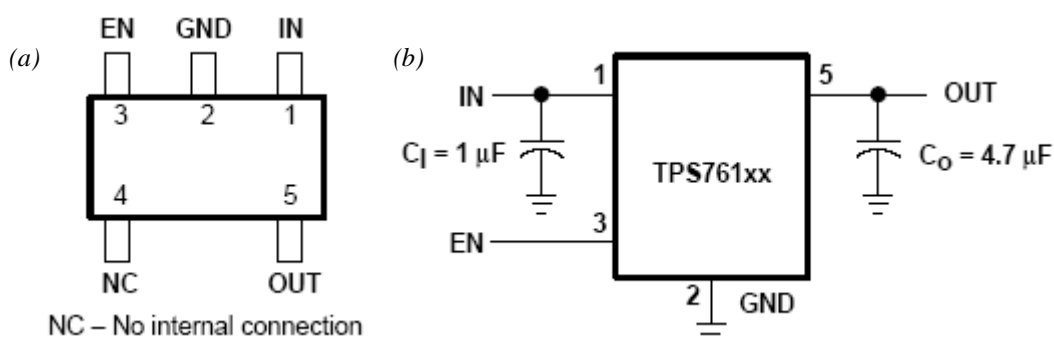 (a)
EN GND IN
3 2 1
4 5
NC OUT
NC – No internal connection
(b)
IN 1 5 OUT
C_I = 1 µF TPS761xx C_O = 4.7 µF
EN 3
2 GND